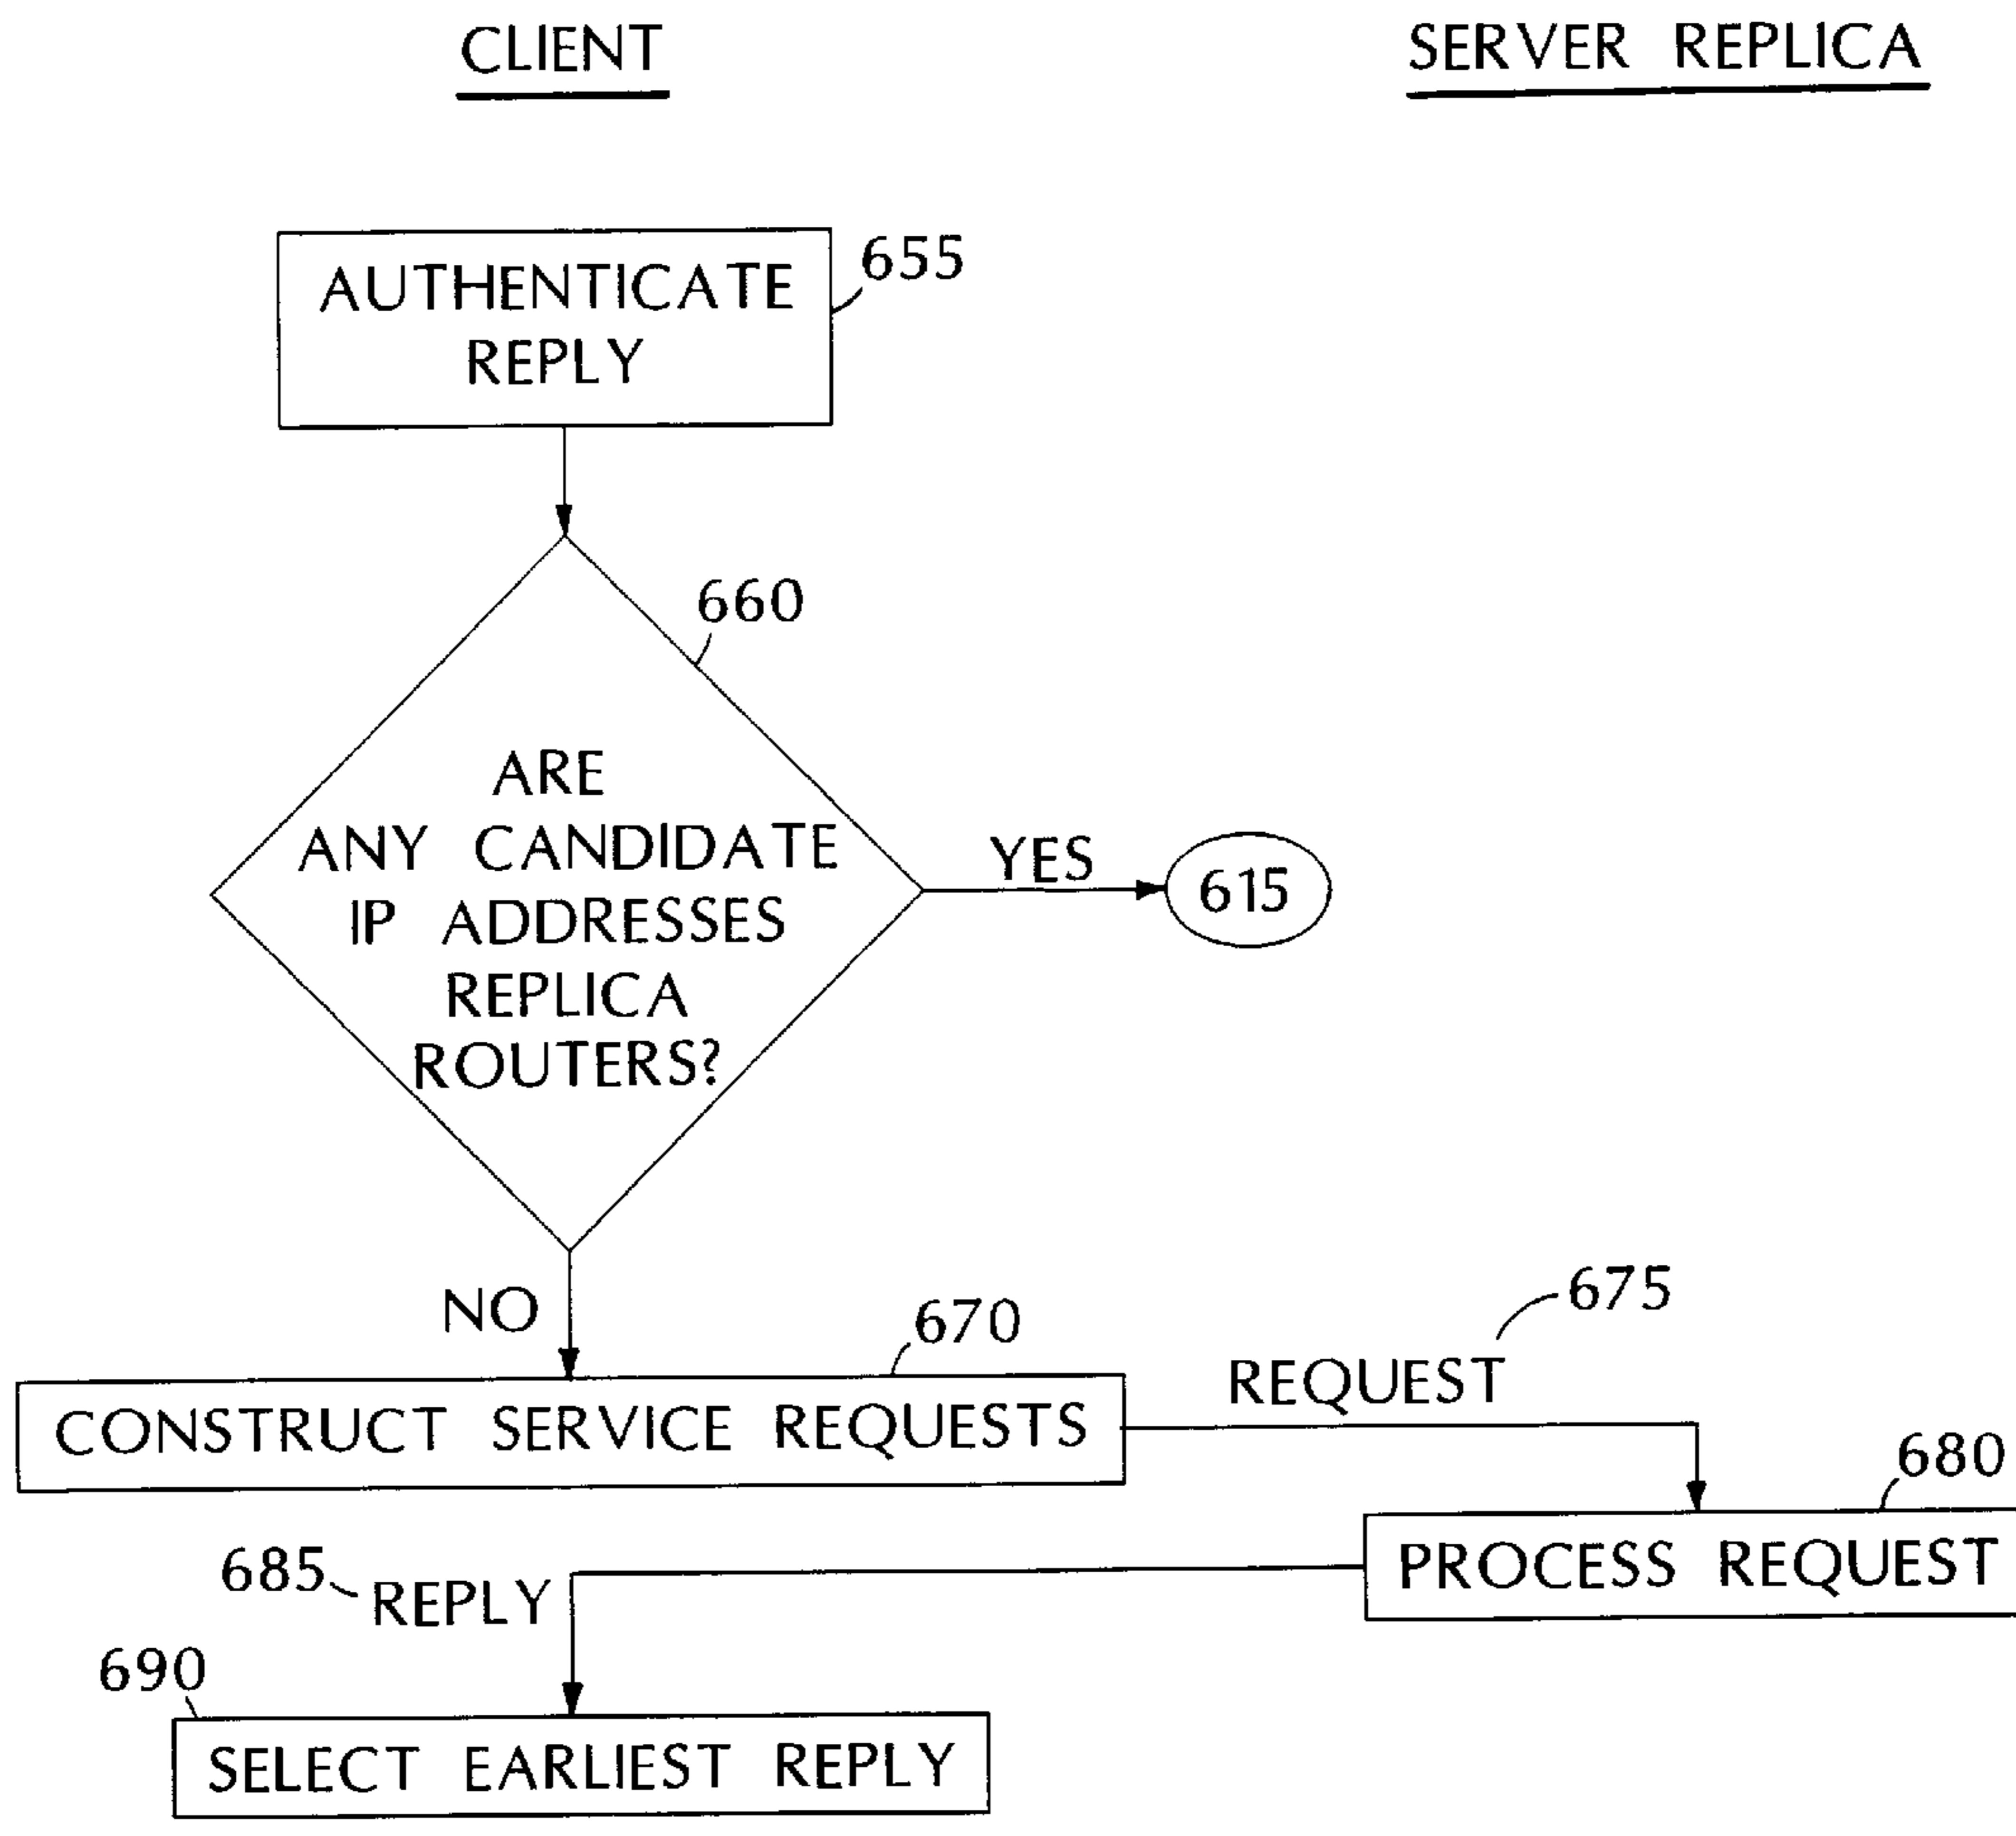 CLIENT
SERVER REPLICA
AUTHENTICATE
REPLY
655
660
ARE
ANY CANDIDATE
IP ADDRESSES
REPLICA
ROUTERS?
YES
615
NO
670
CONSTRUCT SERVICE REQUESTS
675
REQUEST
680
PROCESS REQUEST
685
REPLY
690
SELECT EARLIEST REPLY